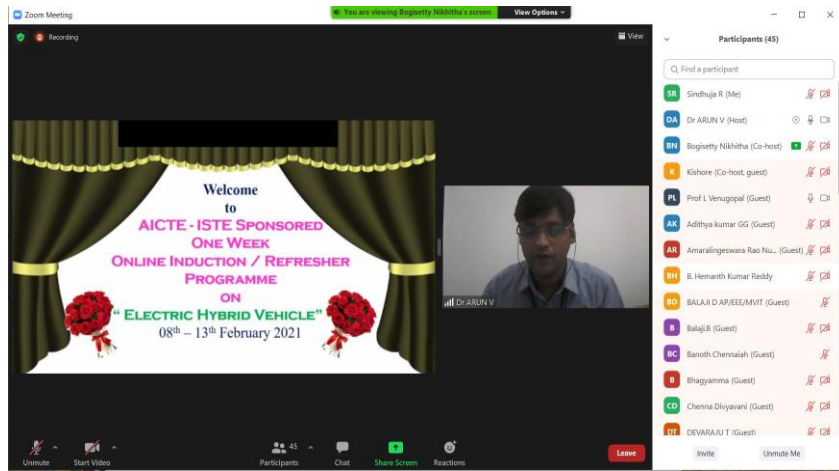 Zoom Meeting
You are viewing Bogisetty Nikhitha's screen
View Options
Recording
View
Welcome
to
AICTE - ISTE SPONSORED
ONE WEEK
ONLINE INDUCTION / REFRESHER
PROGRAMME
ON
“ ELECTRIC HYBRID VEHICLE”
08th – 13th February 2021
Dr ARUN V
Unmute
Start Video
45
Participants
Chat
Share Screen
Reactions
Leave
Participants (45)
Find a participant
SR Sindhuja R (Me)
DA Dr ARUN V (Host)
BN Bogisetty Nikhitha (Co-host)
K Kishore (Co-host, guest)
PL Prof L Venugopal (Guest)
AK Adithya kumar GG (Guest)
AR Amaralingeswara Rao Nu... (Guest)
BH B. Hemanth Kumar Reddy
BD BALAJI D AP/EEE/MVIT (Guest)
B Balaji.B (Guest)
BC Banoth Chennaiah (Guest)
B Bhagyamma (Guest)
CD Chenna Divyavani (Guest)
DT DEVARAJU T (Guest)
Invite
Unmute Me